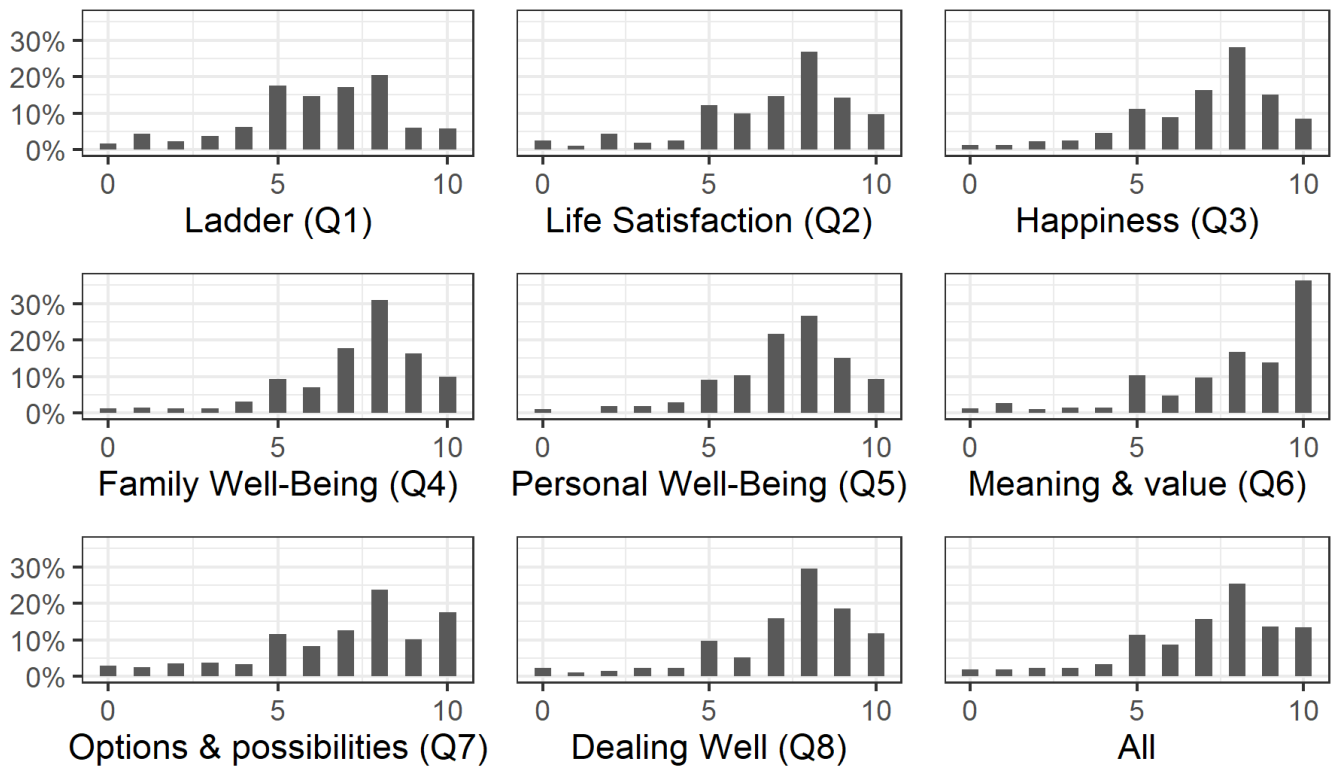 30%
20%
10%
0%
0 5 10
0 5 10
0 5 10
Ladder (Q1)
Life Satisfaction (Q2)
Happiness (Q3)
30%
20%
10%
0%
0 5 10
0 5 10
0 5 10
Family Well-Being (Q4)
Personal Well-Being (Q5)
Meaning & value (Q6)
30%
20%
10%
0%
0 5 10
0 5 10
0 5 10
Options & possibilities (Q7)
Dealing Well (Q8)
All